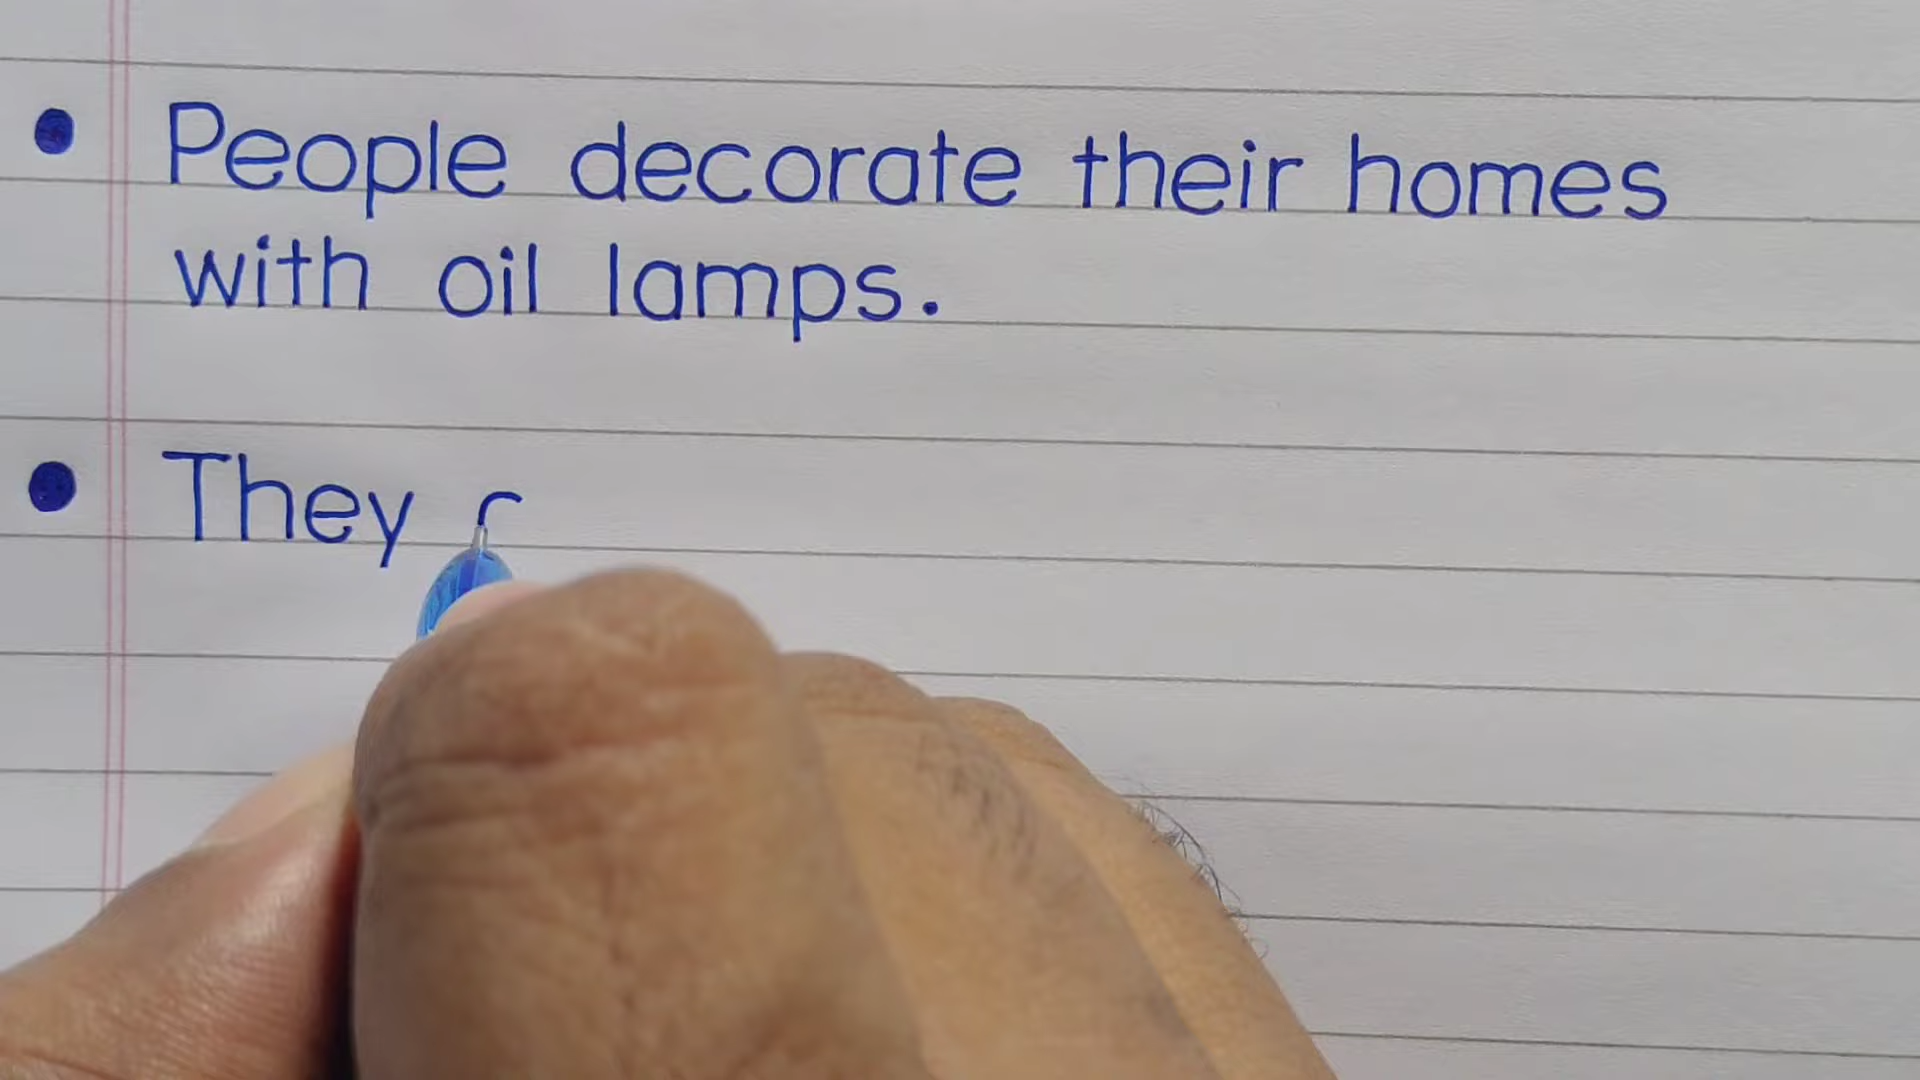 • People decorate their homes
with oil lamps.
• They